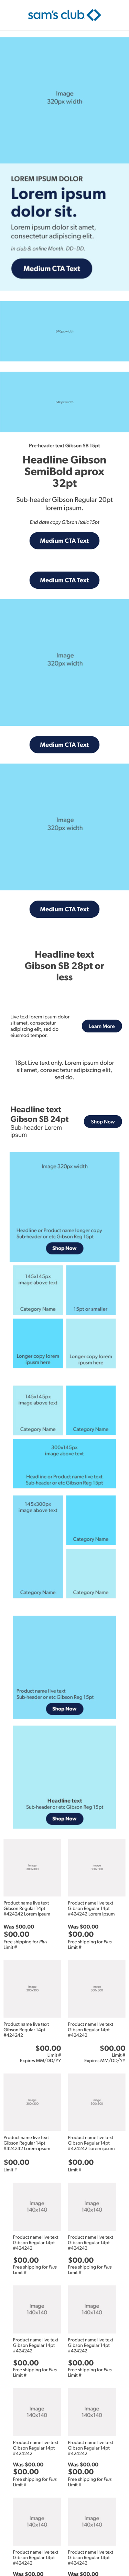 sam's club
Image
320px width
LOREM IPSUM DOLOR
Lorem ipsum
dolor sit.
Lorem ipsum dolor sit amet,
consectetur adipiscing elit.
In club & online Month. DD–DD.
Medium CTA Text
Pre-header text Gibson SB 15pt
Headline Gibson
SemiBold aprox
32pt
Sub-header Gibson Regular 20pt
lorem ipsum.
End date copy Gibson Italic 15pt
Medium CTA Text
Medium CTA Text
Image
320px width
Medium CTA Text
Image
320px width
Medium CTA Text
Headline text
Gibson SB 28pt or
less
Live text lorem ipsum dolor
sit amet, consectetur
adipiscing elit, sed do
eiusmod tempor.
Learn More
18pt Live text only. Lorem ipsum dolor
sit amet, consec tetur adipiscing elit,
sed do.
Headline text
Gibson SB 24pt
Sub-header Lorem
ipsum
Shop Now
Image 320px width
Headline or Product name longer copy
Sub-header or etc Gibson Reg 15pt
Shop Now
145x145px
image above text
Category Name
15pt or smaller
Longer copy lorem
ipsum here
Longer copy lorem
ipsum here
145x145px
image above text
Category Name
Category Name
300x145px
image above text
Headline or Product name live text
Sub-header or etc Gibson Reg 15pt
145x300px
image above text
Category Name
Category Name
Category Name
Product name live text
Sub-header or etc Gibson Reg 15pt
Shop Now
Headline text
Sub-header or etc Gibson Reg 15pt
Shop Now
Product name live text
Gibson Regular 14pt
#424242 Lorem ipsum
Was $00.00
$00.00
Free shipping for Plus
Limit #
Product name live text
Gibson Regular 14pt
#424242 Lorem ipsum
Was $00.00
$00.00
Free shipping for Plus
Limit #
Product name live text
Gibson Regular 14pt
#424242
$00.00
Limit #
Expires MM/DD/YY
Product name live text
Gibson Regular 14pt
#424242
$00.00
Limit #
Expires MM/DD/YY
Product name live text
Gibson Regular 14pt
#424242 Lorem ipsum
$00.00
Limit #
Product name live text
Gibson Regular 14pt
#424242 Lorem ipsum
$00.00
Limit #
Image
140x140
Product name live text
Gibson Regular 14pt
#424242
$00.00
Free shipping for Plus
Limit #
Image
140x140
Product name live text
Gibson Regular 14pt
#424242
$00.00
Free shipping for Plus
Limit #
Image
140x140
Product name live text
Gibson Regular 14pt
#424242
$00.00
Free shipping for Plus
Limit #
Image
140x140
Product name live text
Gibson Regular 14pt
#424242
$00.00
Free shipping for Plus
Limit #
Image
140x140
Product name live text
Gibson Regular 14pt
#424242
Was $00.00
$00.00
Free shipping for Plus
Limit #
Image
140x140
Product name live text
Gibson Regular 14pt
#424242
Was $00.00
$00.00
Free shipping for Plus
Limit #
Image
140x140
Product name live text
Gibson Regular 14pt
#424242
Was $00.00
Image
140x140
Product name live text
Gibson Regular 14pt
#424242
Was $00.00